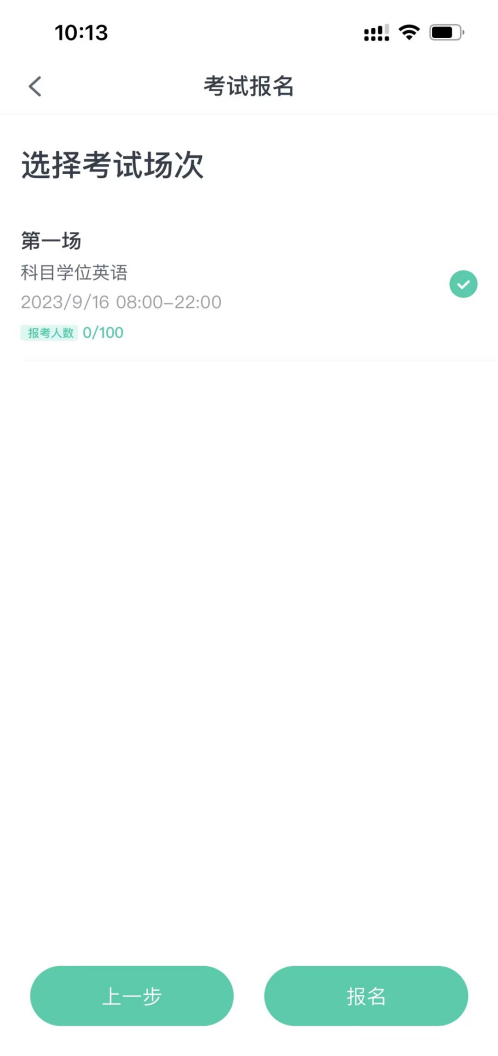 10:13
考试报名
选择考试场次
第一场
科目学位英语
2023/9/16 08:00-22:00
报考人数 0/100
上一步
报名